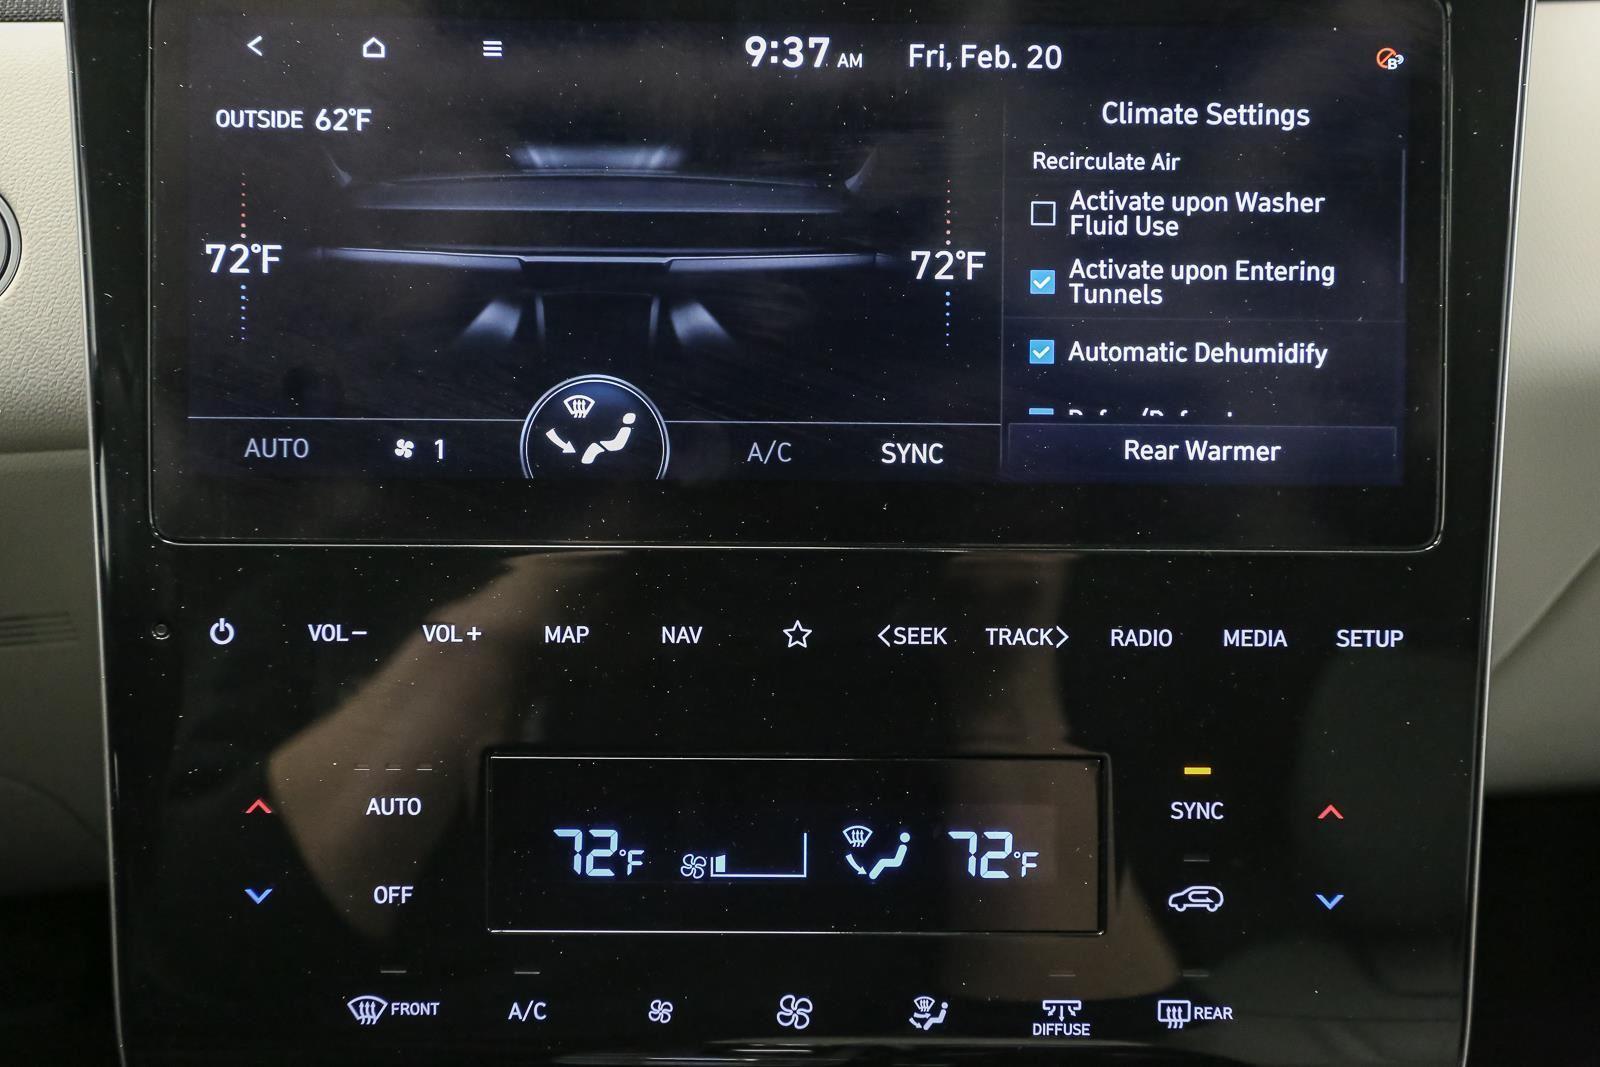 9:37 AM Fri, Feb. 20
B
OUTSIDE 62°F
Climate Settings
Recirculate Air
Activate upon Washer
Fluid Use
72°F
72°F
Activate upon Entering
Tunnels
Automatic Dehumidify
AUTO 1 A/C SYNC
Rear Warmer
VOL− VOL+ MAP NAV <SEEK TRACK> RADIO MEDIA SETUP
AUTO
SYNC
72°F 72°F
OFF
FRONT A/C DIFFUSE REAR